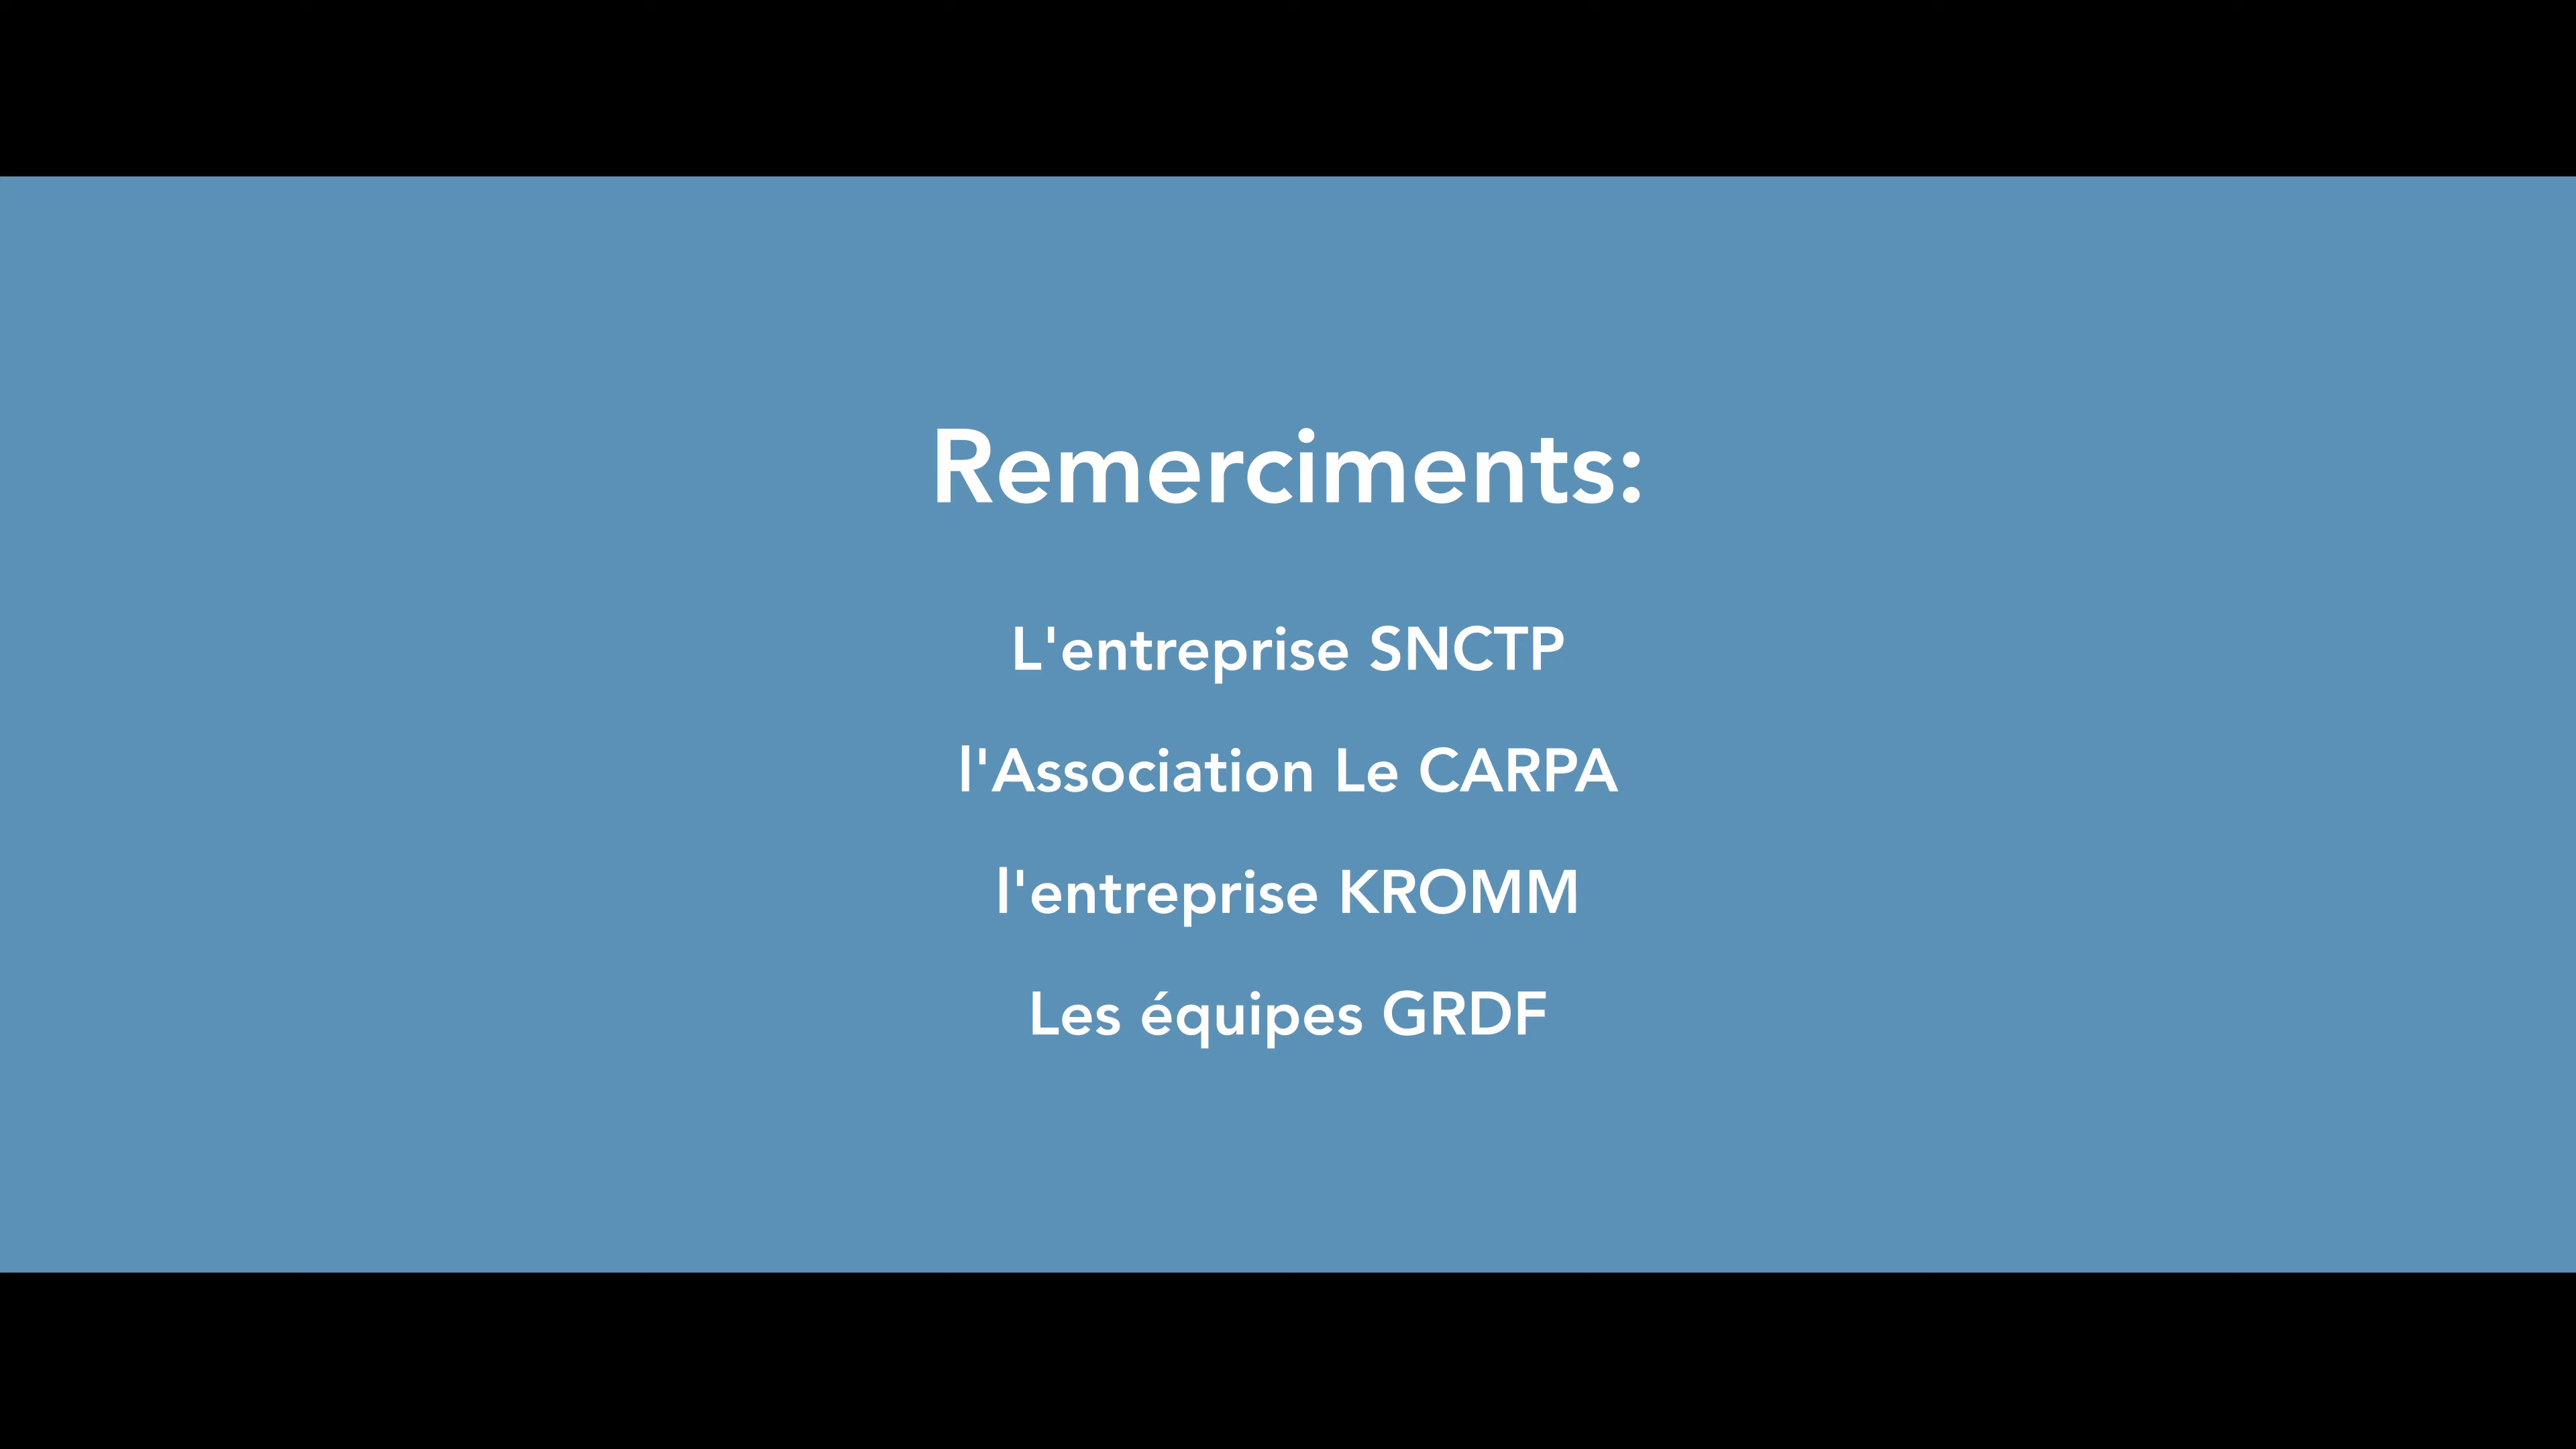 Remerciments:
L'entreprise SNCTP
l'Association Le CARPA
l'entreprise KROMM
Les équipes GRDF